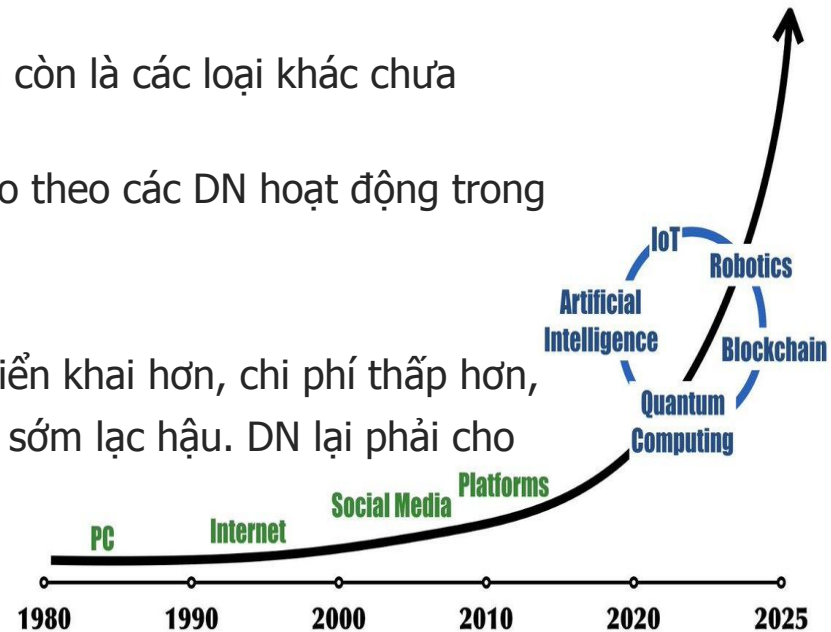 còn là các loại khác chưa
o theo các DN hoạt động trong
iển khai hơn, chi phí thấp hơn,
sớm lạc hậu. DN lại phải cho
IoT
Robotics
Artificial
Intelligence
Blockchain
Quantum
Computing
Platforms
Social Media
Internet
PC
1980 1990 2000 2010 2020 2025